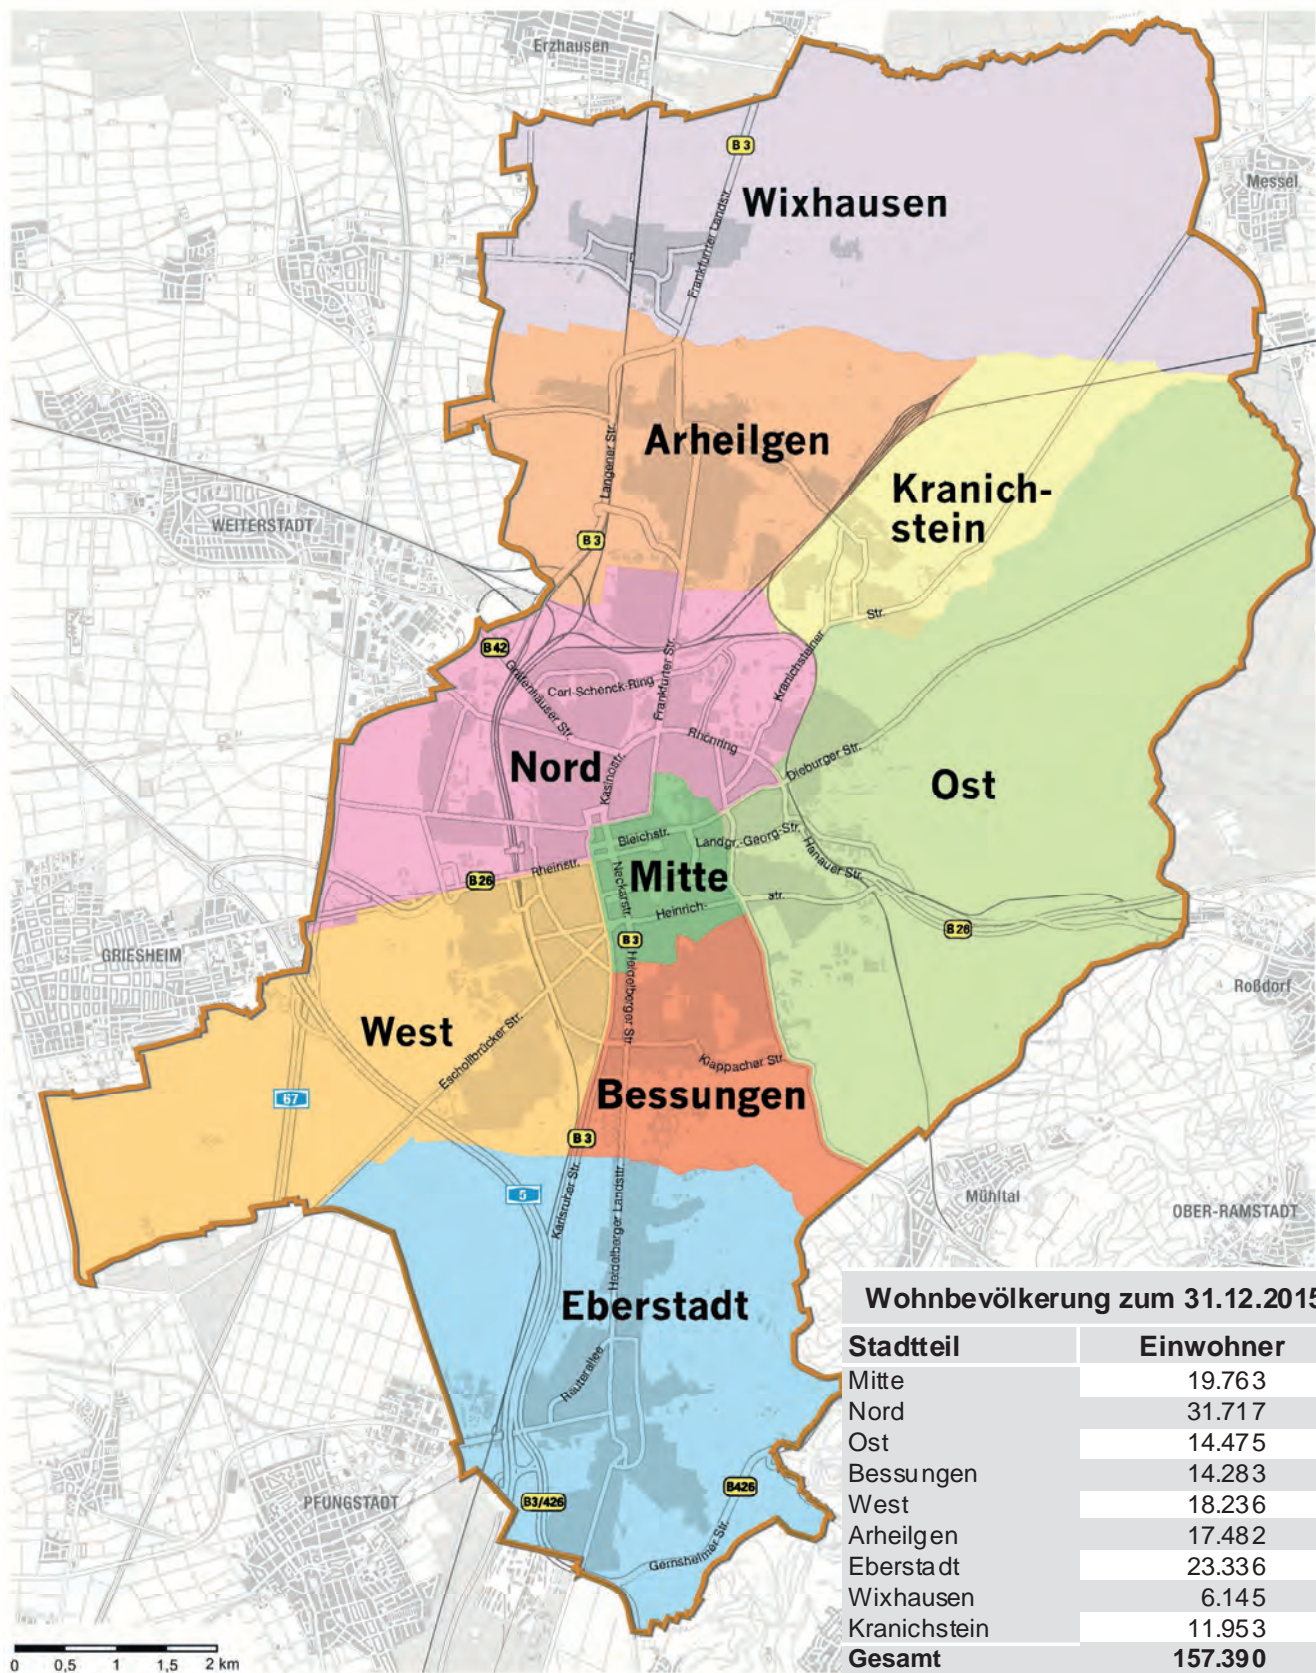 Erzhausen
B 3
Wixhausen
Messel
Frankfurter Landstr.
Arheilgen
Langener Str.
Kranich-
stein
WEITERSTADT
B 3
Str.
Kranichsteiner
B42
Gräfenhäuser Str.
Carl-Schenck-Ring
Frankfurter Str.
Rhönring
Nord
Kasinostr.
Dieburger Str.
Ost
Bleichstr.
Landgr.-Georg-Str.
Hanauer Str.
Rheinstr.
B26
Mitte
Neckarstr.
Heinrich-
str.
B 3
B26
GRIESHEIM
Roßdorf
Heidelberger Str.
West
Eschollbrücker Str.
Klappacher Str.
67
Bessungen
B 3
5
Karlsruher Str.
Heidelberger Landstr.
Mühltal
OBER-RAMSTADT
Eberstadt
Reuterallee
PFUNGSTADT
B3/426
B426
Gernsheimer Str.
Wohnbevölkerung zum 31.12.2015
Stadtteil Einwohner
Mitte 19.763
Nord 31.717
Ost 14.475
Bessungen 14.283
West 18.236
Arheilgen 17.482
Eberstadt 23.336
Wixhausen 6.145
Kranichstein 11.953
Gesamt 157.390
0 0,5 1 1,5 2 km